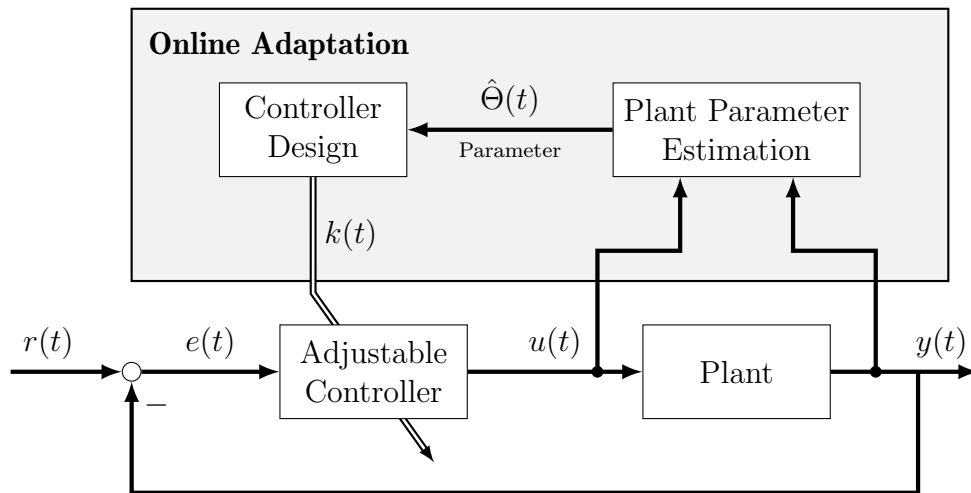 Online Adaptation
Controller
Design
Θ̂(t)
Parameter
Plant Parameter
Estimation
k(t)
r(t)
e(t)
Adjustable
Controller
u(t)
Plant
y(t)
−